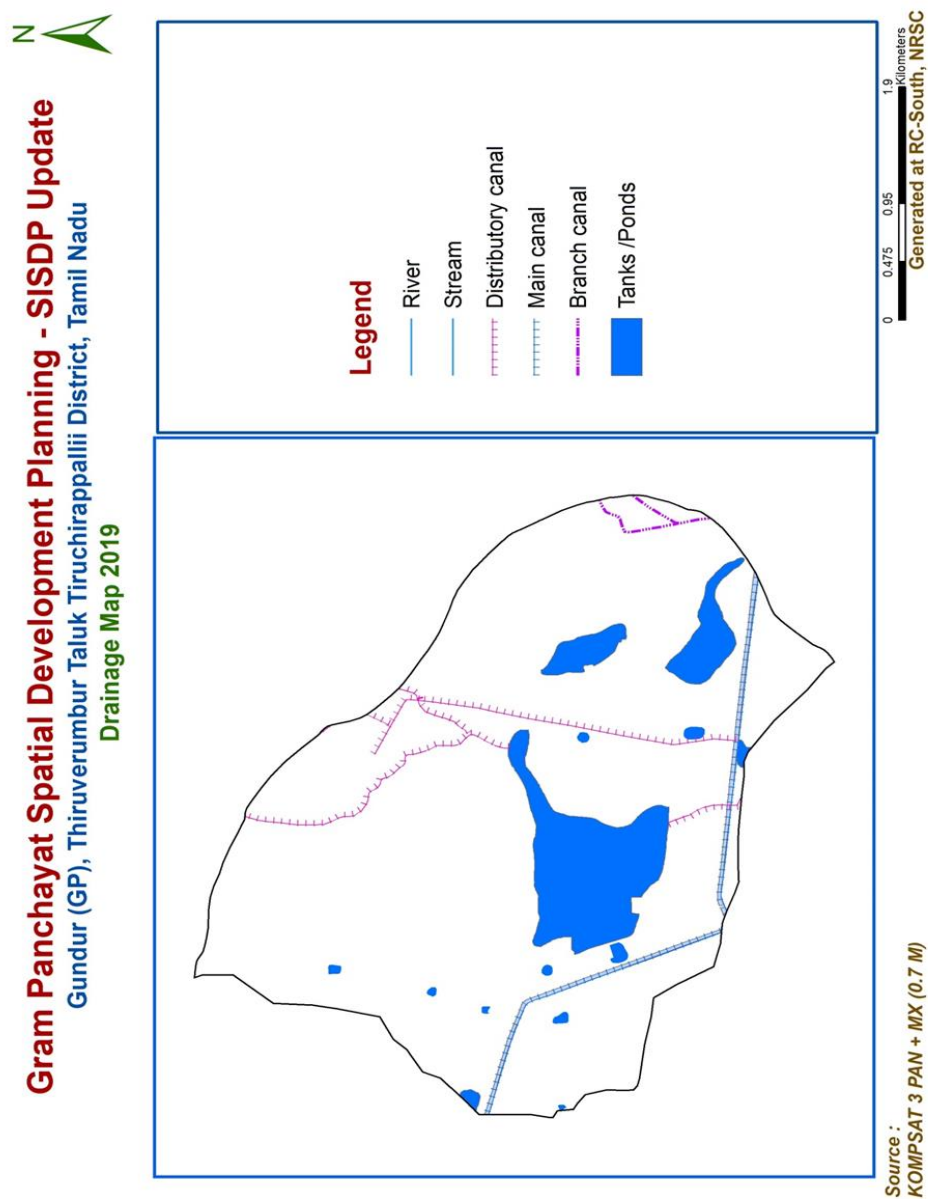 Gram Panchayat Spatial Development Planning - SISDP Update
Gundur (GP), Thiruverumbur Taluk Tiruchirappallii District, Tamil Nadu
Drainage Map 2019
N
Legend
River
Stream
Distributory canal
Main canal
Branch canal
Tanks /Ponds
0 0.475 0.95 1.9
Kilometers
Source :
KOMPSAT 3 PAN + MX (0.7 M)
Generated at RC-South, NRSC